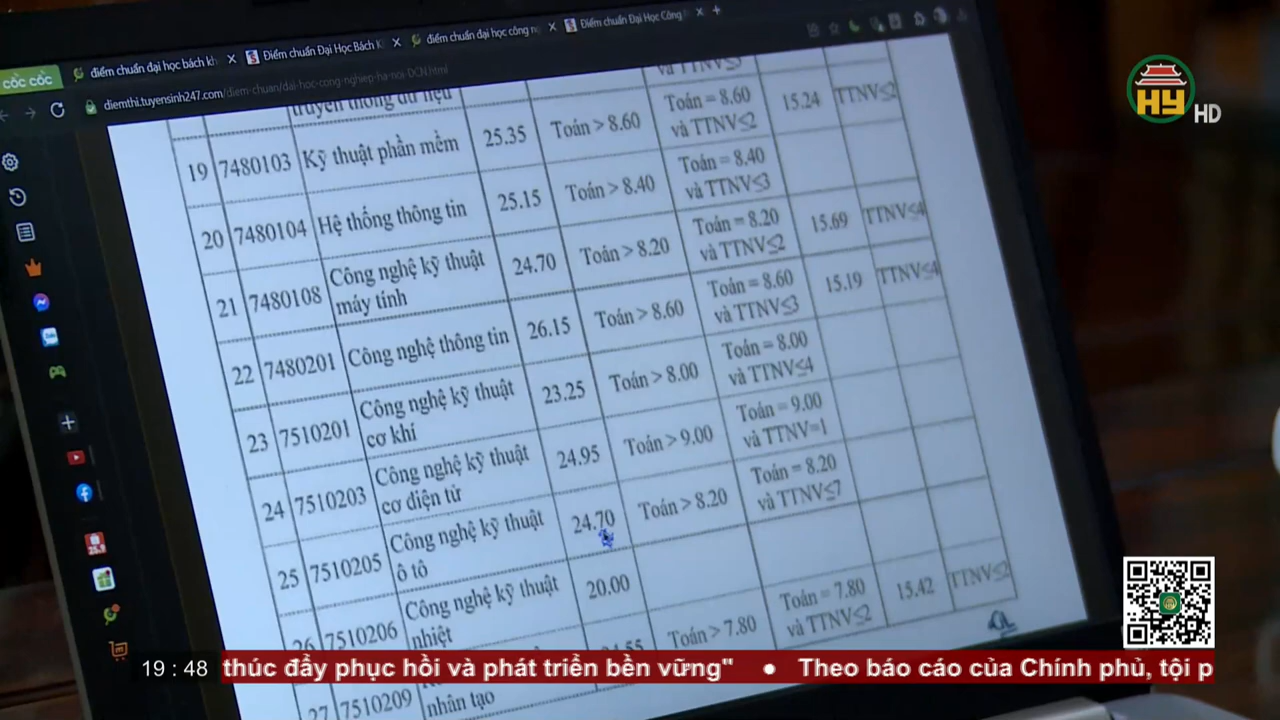 điểm chuẩn đại học bách kh
Điểm chuẩn Đại Học Bách K
điểm chuẩn đại học công n
Điểm chuẩn Đại Học Công
CỐC CỐC
diemthi.tuyensinh247.com/diem-chuan/dai-hoc-cong-nghiep-ha-noi-DCN.html
HY HD
truyền thông dữ liệu
và TTNV≤3
19 7480103 Kỹ thuật phần mềm 25.35 Toán > 8.60 Toán = 8.60 và TTNV≤2 15.24 TTNV≤2
20 7480104 Hệ thống thông tin 25.15 Toán > 8.40 Toán = 8.40 và TTNV≤3
21 7480108 Công nghệ kỹ thuật máy tính 24.70 Toán > 8.20 Toán = 8.20 và TTNV≤2 15.69 TTNV≤4
22 7480201 Công nghệ thông tin 26.15 Toán > 8.60 Toán = 8.60 và TTNV≤3 15.19 TTNV≤4
23 7510201 Công nghệ kỹ thuật cơ khí 23.25 Toán > 8.00 Toán = 8.00 và TTNV≤4
24 7510203 Công nghệ kỹ thuật cơ điện tử 24.95 Toán > 9.00 Toán = 9.00 và TTNV=1
25 7510205 Công nghệ kỹ thuật ô tô 24.70 Toán > 8.20 Toán = 8.20 và TTNV≤7
26 7510206 Công nghệ kỹ thuật nhiệt 20.00
27 7510209 nhân tạo Toán > 7.80 Toán = 7.80 và TTNV≤2 15.42 TTNV≤2
19 : 48 thúc đẩy phục hồi và phát triển bền vững" ● Theo báo cáo của Chính phủ, tội p